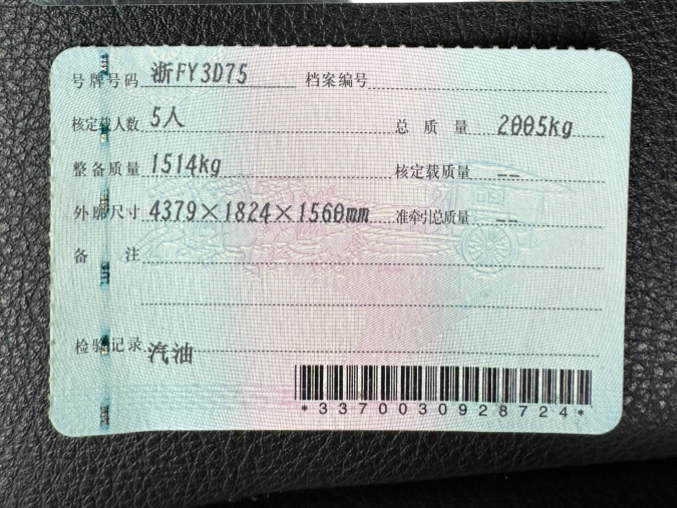 号牌号码 浙FY3D75 档案编号
核定载人数 5人 总质量 2005kg
整备质量 1514kg 核定载质量 --
外廓尺寸 4379×1824×1560mm 准牵引总质量 --
备注
检验记录 汽油
*3370030928724*